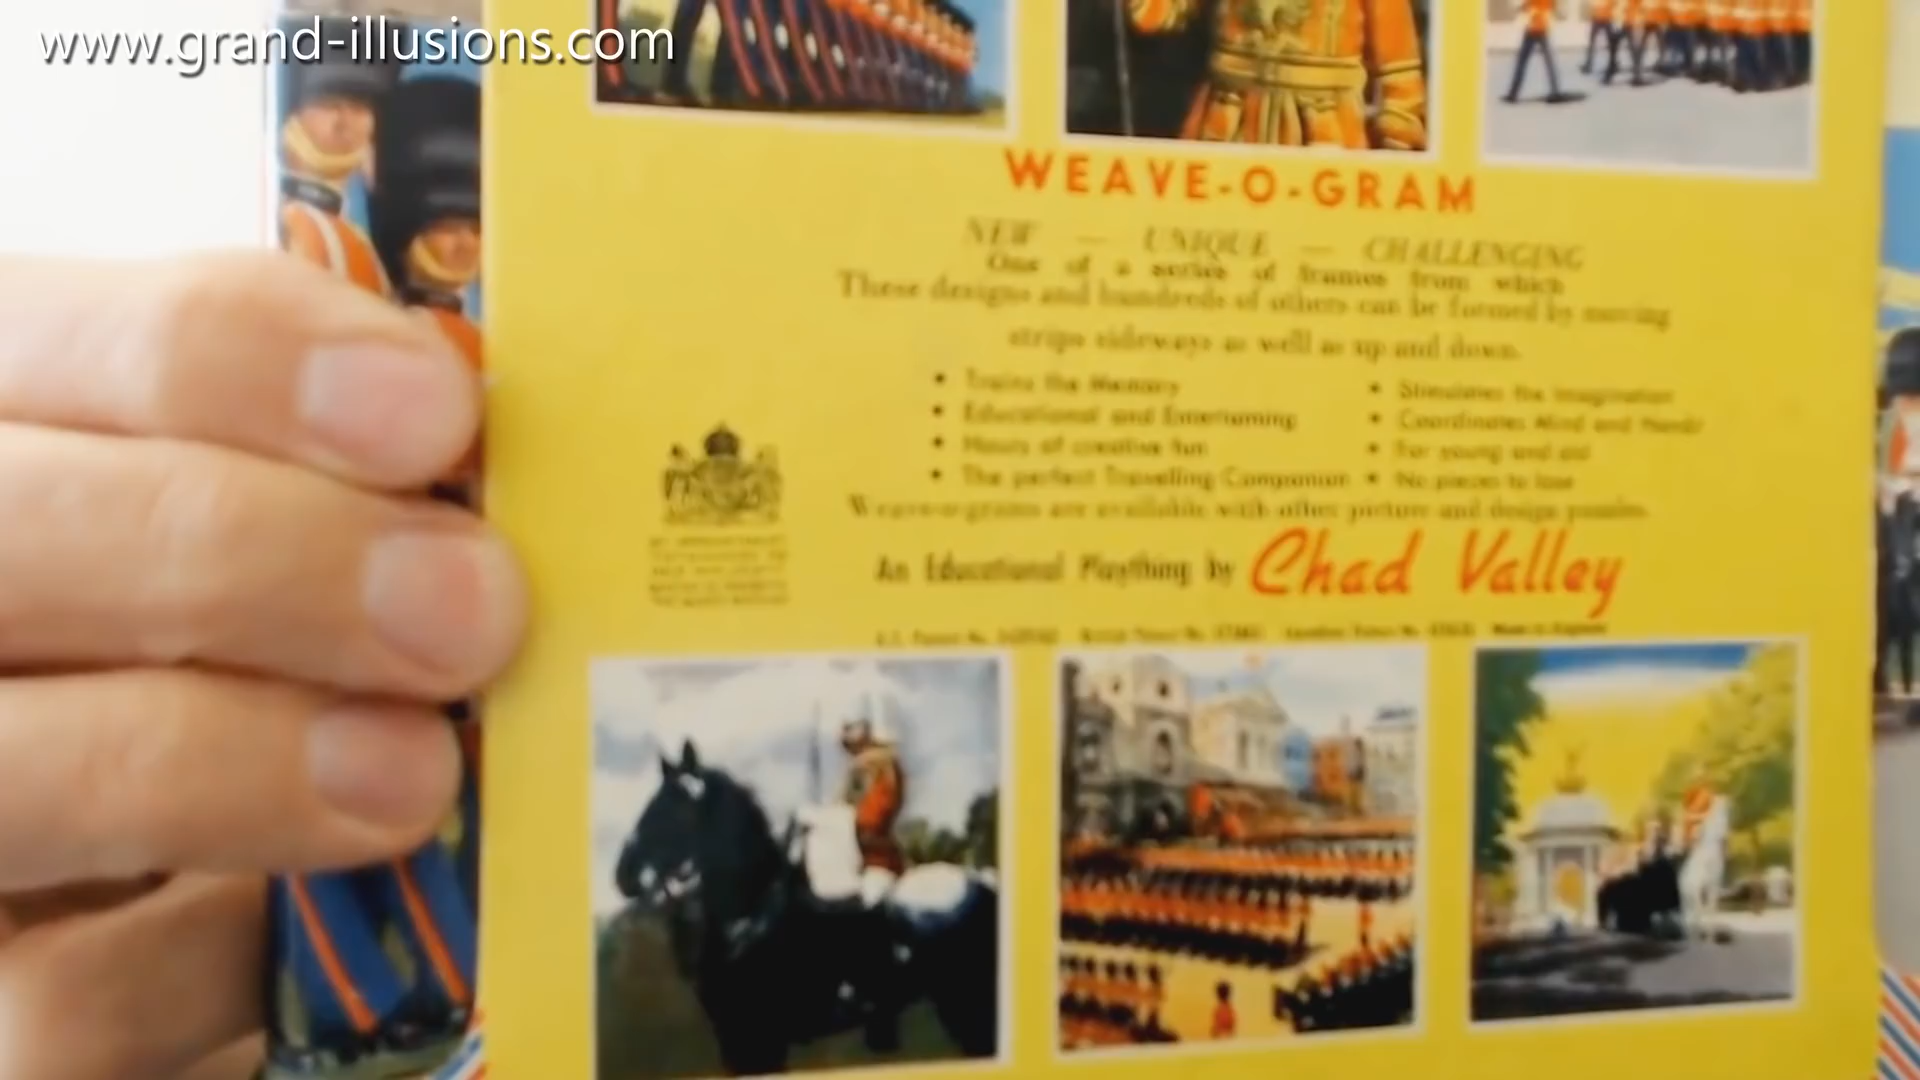 www.grand-illusions.com
WEAVE-O-GRAM
NEW — UNIQUE — CHALLENGING
One of a series of frames from which
These designs and hundreds of others can be formed by moving
strips sideways as well as up and down.
• Trains the Memory
• Educational and Entertaining
• Hours of creative fun
• The perfect Travelling Companion
• Stimulates the Imagination
• Coordinates Mind and Hands
• For young and old
• No pieces to lose
Weave-o-grams are available with other picture and design puzzles.
An Educational Plaything by Chad Valley